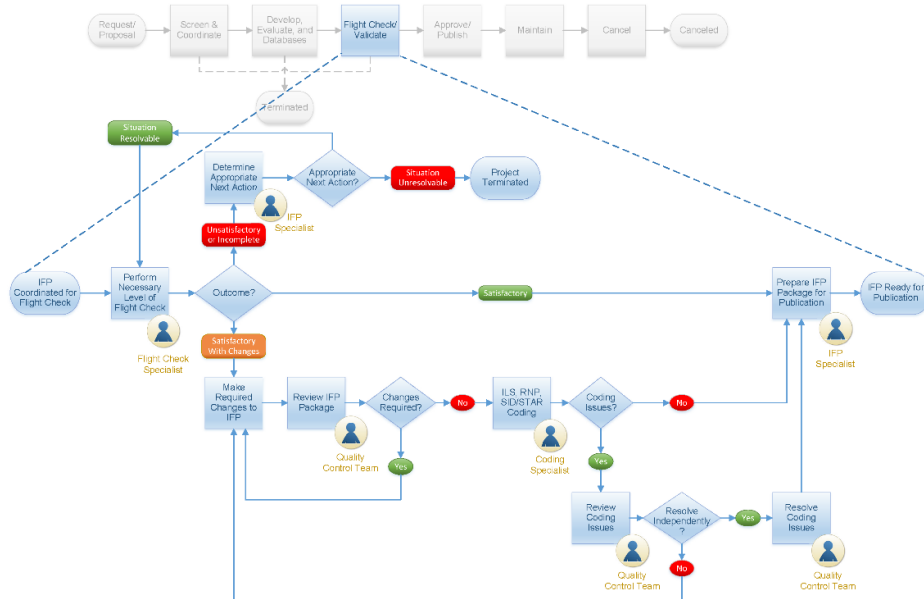 Request/
Proposal
Screen &
Coordinate
Develop,
Evaluate, and
Databases
Flight Check/
Validate
Approve/
Publish
Maintain
Cancel
Canceled
Terminated
Situation
Resolvable
Determine
Appropriate
Next Action
Appropriate
Next Action?
Situation
Unresolvable
Project
Terminated
IFP
Specialist
Unsatisfactory
or Incomplete
IFP
Coordinated for
Flight Check
Perform
Necessary
Level of
Flight Check
Outcome?
Satisfactory
Prepare IFP
Package for
Publication
IFP Ready for
Publication
Flight Check
Specialist
Satisfactory
With Changes
IFP
Specialist
Make
Required
Changes to
IFP
Review IFP
Package
Changes
Required?
No
ILS, RNP,
SID/STAR
Coding
Coding
Issues?
No
Quality
Control Team
Yes
Coding
Specialist
Yes
Review
Coding
Issues
Resolve
Independently
?
Yes
Resolve
Coding
Issues
Quality
Control Team
No
Quality
Control Team